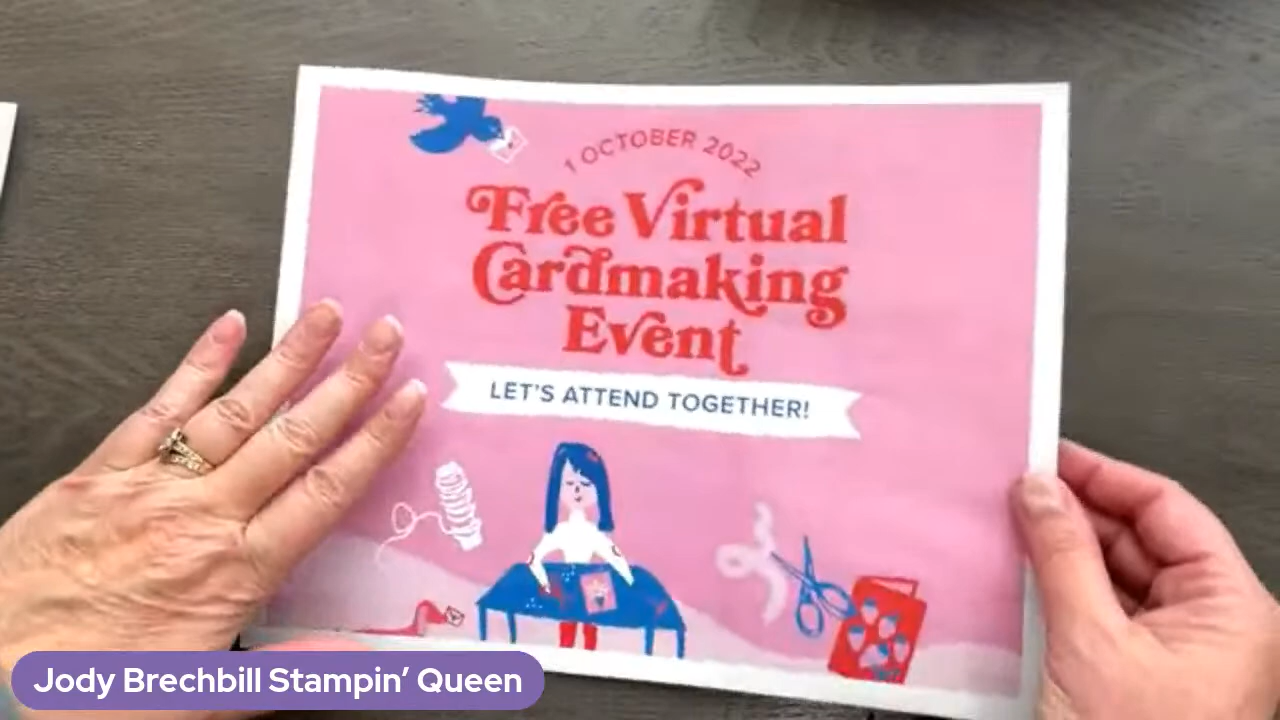 1 OCTOBER 2022
Free Virtual
Cardmaking
Event
LET'S ATTEND TOGETHER!
Jody Brechbill Stampin' Queen